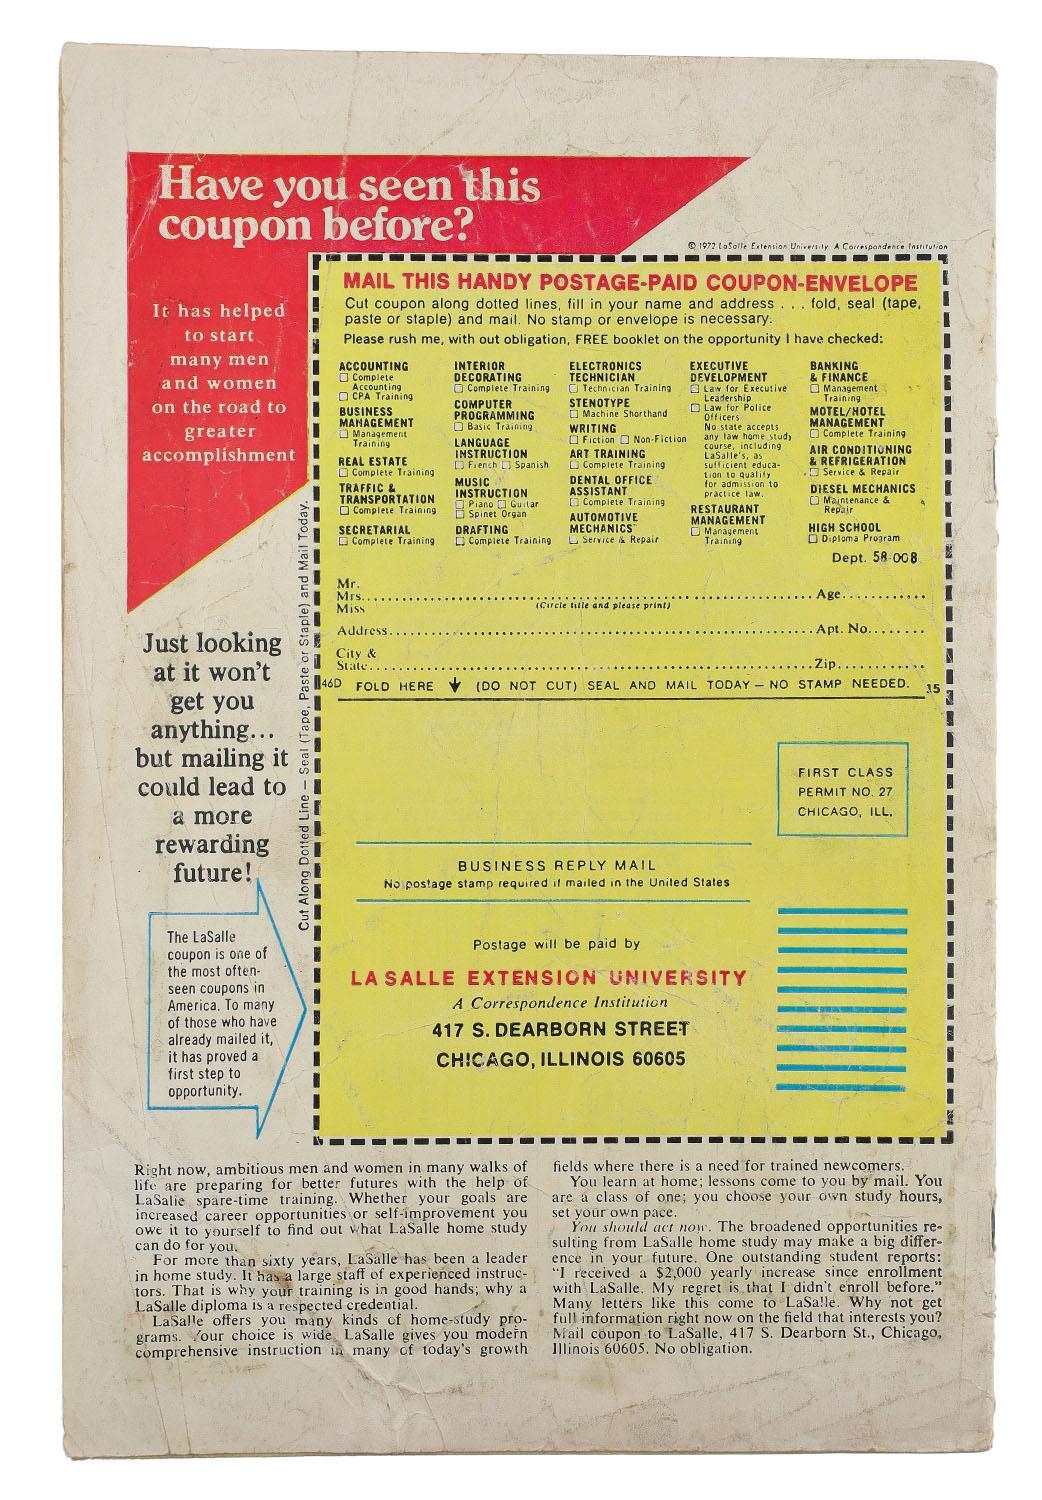 Have you seen this
coupon before?
It has helped
to start
many men
and women
on the road to
greater
accomplishment
Just looking
at it won't
get you
anything...
but mailing it
could lead to
a more
rewarding
future!
The LaSalle
coupon is one of
the most often-
seen coupons in
America. To many
of those who have
already mailed it,
it has proved a
first step to
opportunity.
Cut Along Dotted Line — Seal (Tape, Paste or Staple) and Mail Today.
© 1972 LaSalle Extension University A Correspondence Institution
MAIL THIS HANDY POSTAGE-PAID COUPON-ENVELOPE
Cut coupon along dotted lines, fill in your name and address . . . fold, seal (tape,
paste or staple) and mail. No stamp or envelope is necessary.
Please rush me, with out obligation, FREE booklet on the opportunity I have checked:
ACCOUNTING
☐ Complete
Accounting
☐ CPA Training
BUSINESS
MANAGEMENT
☐ Management
Training
REAL ESTATE
☐ Complete Training
TRAFFIC &
TRANSPORTATION
☐ Complete Training
SECRETARIAL
☐ Complete Training
INTERIOR
DECORATING
☐ Complete Training
COMPUTER
PROGRAMMING
☐ Basic Training
LANGUAGE
INSTRUCTION
☐ French ☐ Spanish
MUSIC
INSTRUCTION
☐ Piano ☐ Guitar
☐ Spinet Organ
DRAFTING
☐ Complete Training
ELECTRONICS
TECHNICIAN
☐ Technician Training
STENOTYPE
☐ Machine Shorthand
WRITING
☐ Fiction ☐ Non-Fiction
ART TRAINING
☐ Complete Training
DENTAL OFFICE
ASSISTANT
☐ Complete Training
AUTOMOTIVE
MECHANICS
☐ Service & Repair
EXECUTIVE
DEVELOPMENT
☐ Law for Executive
Leadership
☐ Law for Police
Officers
No state accepts
any law home study
course, including
LaSalle's, as
sufficient educa-
tion to qualify
for admission to
practice law.
RESTAURANT
MANAGEMENT
☐ Management
Training
BANKING
& FINANCE
☐ Management
Training
MOTEL/HOTEL
MANAGEMENT
☐ Complete Training
AIR CONDITIONING
& REFRIGERATION
☐ Service & Repair
DIESEL MECHANICS
☐ Maintenance &
Repair
HIGH SCHOOL
☐ Diploma Program
Dept. 58-008
Mr.
Mrs. Age
Miss (Circle title and please print)
Address Apt. No.
City &
State Zip
46D FOLD HERE ↓ (DO NOT CUT) SEAL AND MAIL TODAY — NO STAMP NEEDED. 35
FIRST CLASS
PERMIT NO. 27
CHICAGO, ILL.
BUSINESS REPLY MAIL
No postage stamp required if mailed in the United States
Postage will be paid by
LA SALLE EXTENSION UNIVERSITY
A Correspondence Institution
417 S. DEARBORN STREET
CHICAGO, ILLINOIS 60605
Right now, ambitious men and women in many walks of
life are preparing for better futures with the help of
LaSalle spare-time training. Whether your goals are
increased career opportunities or self-improvement you
owe it to yourself to find out what LaSalle home study
can do for you.
For more than sixty years, LaSalle has been a leader
in home study. It has a large staff of experienced instruc-
tors. That is why your training is in good hands; why a
LaSalle diploma is a respected credential.
LaSalle offers you many kinds of home-study pro-
grams. Your choice is wide. LaSalle gives you modern
comprehensive instruction in many of today's growth
fields where there is a need for trained newcomers.
You learn at home; lessons come to you by mail. You
are a class of one; you choose your own study hours,
set your own pace.
You should act now. The broadened opportunities re-
sulting from LaSalle home study may make a big differ-
ence in your future. One outstanding student reports:
"I received a $2,000 yearly increase since enrollment
with LaSalle. My regret is that I didn't enroll before."
Many letters like this come to LaSalle. Why not get
full information right now on the field that interests you?
Mail coupon to LaSalle, 417 S. Dearborn St., Chicago,
Illinois 60605. No obligation.